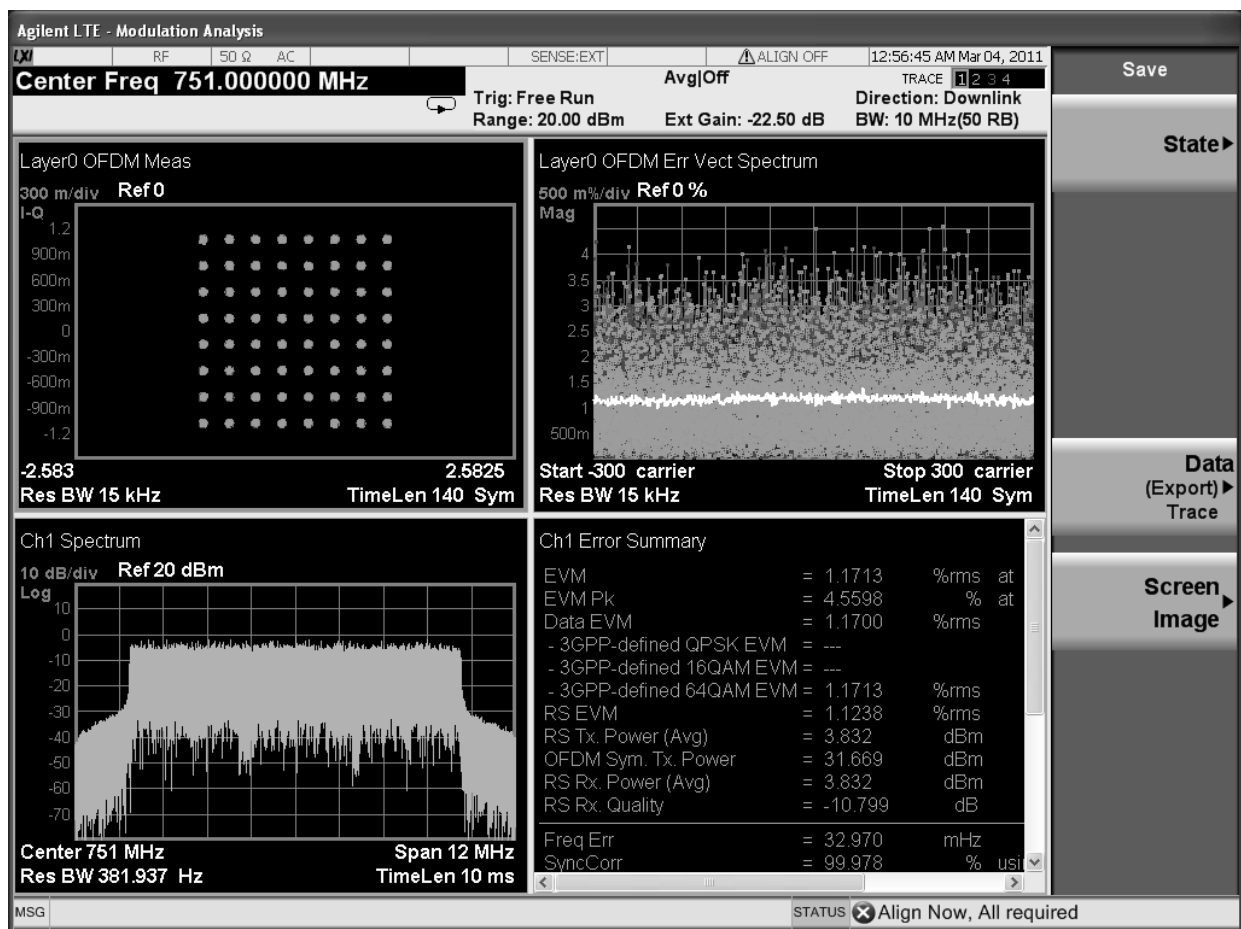 Agilent LTE - Modulation Analysis
LXI RF 50 Ω AC SENSE:EXT ALIGN OFF 12:56:45 AM Mar 04, 2011
Center Freq 751.000000 MHz
Avg|Off
TRACE 1 2 3 4
Trig: Free Run
Direction: Downlink
Range: 20.00 dBm Ext Gain: -22.50 dB BW: 10 MHz(50 RB)
Save
State
Data
(Export)
Trace
Screen
Image
Layer0 OFDM Meas
300 m/div Ref 0
I-Q
1.2
900m
600m
300m
0
-300m
-600m
-900m
-1.2
-2.583 2.5825
Res BW 15 kHz TimeLen 140 Sym
Layer0 OFDM Err Vect Spectrum
500 m%/div Ref 0 %
Mag
4
3.5
3
2.5
2
1.5
1
500m
Start -300 carrier Stop 300 carrier
Res BW 15 kHz TimeLen 140 Sym
Ch1 Spectrum
10 dB/div Ref 20 dBm
Log
10
0
-10
-20
-30
-40
-50
-60
-70
Center 751 MHz Span 12 MHz
Res BW 381.937 Hz TimeLen 10 ms
Ch1 Error Summary
EVM = 1.1713 %rms at
EVM Pk = 4.5598 % at
Data EVM = 1.1700 %rms
- 3GPP-defined QPSK EVM = ---
- 3GPP-defined 16QAM EVM = ---
- 3GPP-defined 64QAM EVM = 1.1713 %rms
RS EVM = 1.1238 %rms
RS Tx. Power (Avg) = 3.832 dBm
OFDM Sym. Tx. Power = 31.669 dBm
RS Rx. Power (Avg) = 3.832 dBm
RS Rx. Quality = -10.799 dB
Freq Err = 32.970 mHz
SyncCorr = 99.978 % usi
MSG STATUS Align Now, All required